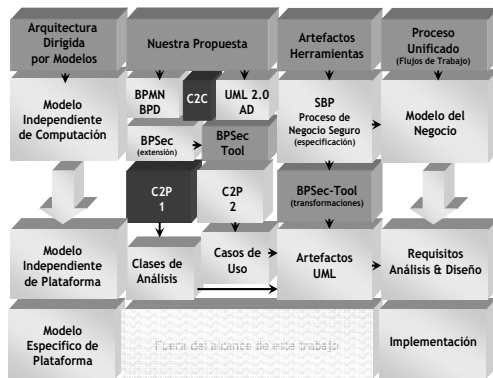 Arquitectura
Dirigida
por Modelos
Nuestra Propuesta
Artefactos
Herramientas
Proceso
Unificado
(Flujos de Trabajo)
Modelo
Independiente
de Computación
BPMN
BPD
C2C
UML 2.0
AD
SBP
Proceso de
Negocio Seguro
(especificación)
Modelo del
Negocio
BPSec
(extensión)
BPSec
Tool
C2P
1
C2P
2
BPSec-Tool
(transformaciones)
Modelo
Independiente
de Plataforma
Clases de
Análisis
Casos de
Uso
Artefactos
UML
Requisitos
Análisis & Diseño
Modelo
Especifico de
Plataforma
Fuera del alcance de este trabajo
Implementación